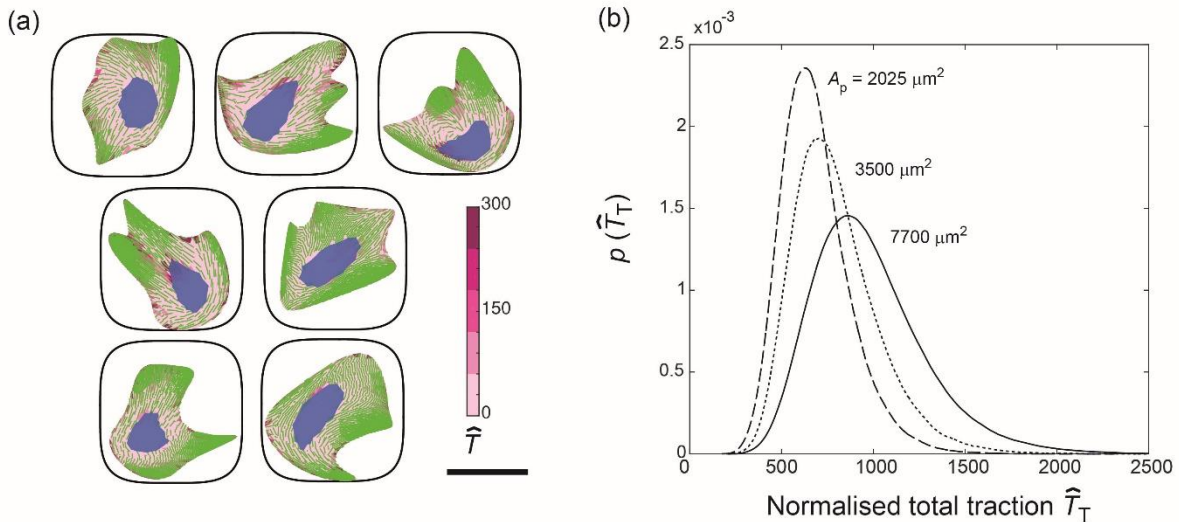 (a)
300
150
0
T̂
(b)
×10⁻³
2.5
2
1.5
1
0.5
0
p (T̂_T)
A_p = 2025 μm²
3500 μm²
7700 μm²
0 500 1000 1500 2000 2500
Normalised total traction T̂_T